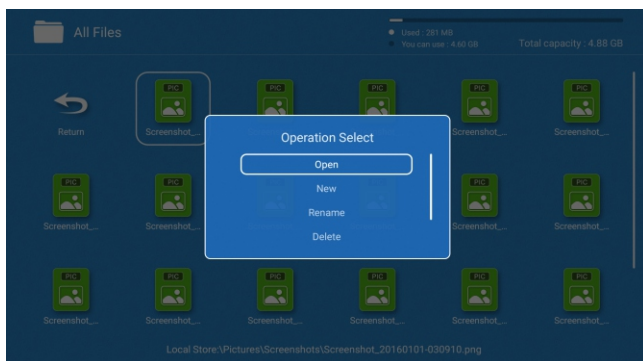 All Files
Used : 281 MB
You can use : 4.60 GB
Total capacity : 4.88 GB
PIC PIC PIC PIC PIC
Return Screenshot_... Screenshot_... Screenshot_...
Operation Select
Open
New
Rename
Delete
PIC PIC PIC PIC
Screenshot_... Screenshot_... Screenshot_... Screenshot_...
PIC PIC PIC PIC PIC PIC
Screenshot_... Screenshot_... Screenshot_... Screenshot_... Screenshot_... Screenshot_...
Local Store:\Pictures\Screenshots\Screenshot_20160101-030910.png